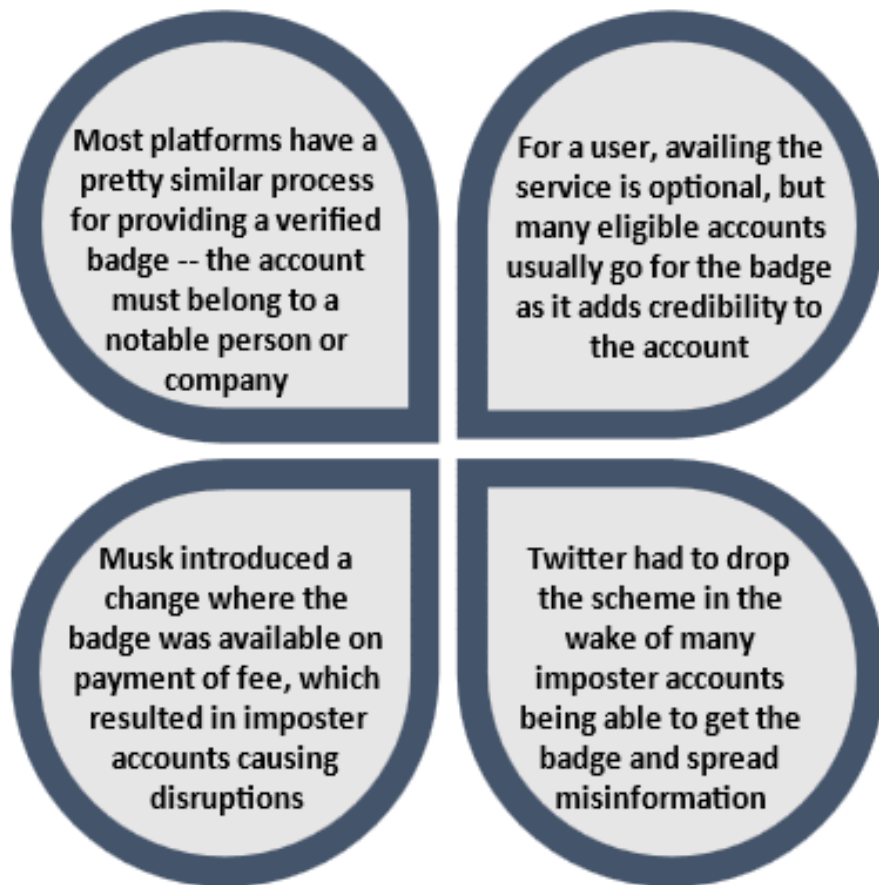 Most platforms have a
pretty similar process
for providing a verified
badge -- the account
must belong to a
notable person or
company
For a user, availing the
service is optional, but
many eligible accounts
usually go for the badge
as it adds credibility to
the account
Musk introduced a
change where the
badge was available on
payment of fee, which
resulted in imposter
accounts causing
disruptions
Twitter had to drop
the scheme in the
wake of many
imposter accounts
being able to get the
badge and spread
misinformation